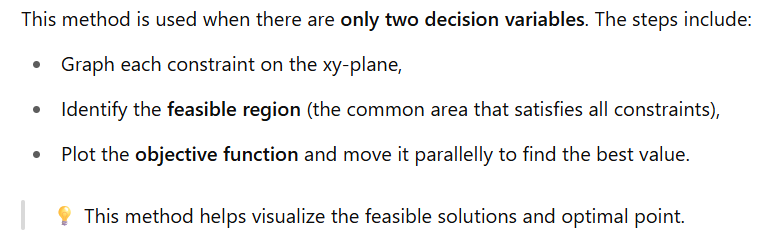 This method is used when there are only two decision variables. The steps include:
• Graph each constraint on the xy-plane,
• Identify the feasible region (the common area that satisfies all constraints),
• Plot the objective function and move it parallelly to find the best value.
💡 This method helps visualize the feasible solutions and optimal point.